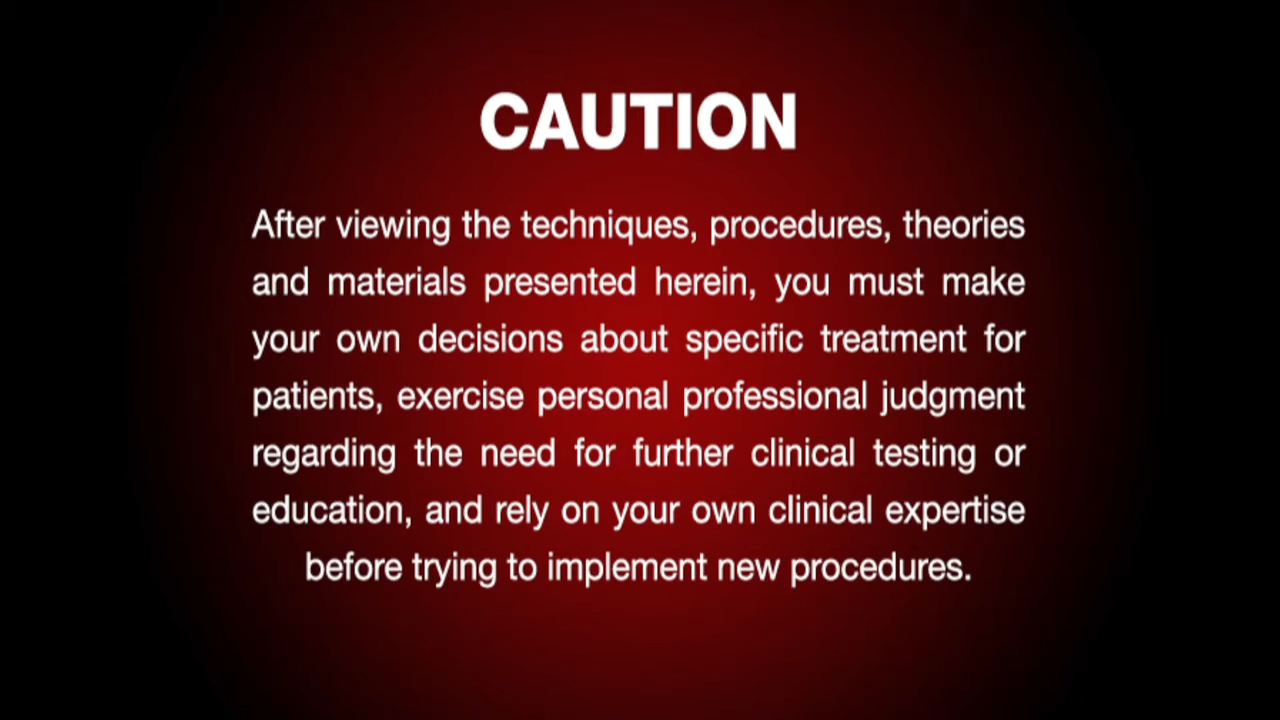 CAUTION
After viewing the techniques, procedures, theories
and materials presented herein, you must make
your own decisions about specific treatment for
patients, exercise personal professional judgment
regarding the need for further clinical testing or
education, and rely on your own clinical expertise
before trying to implement new procedures.